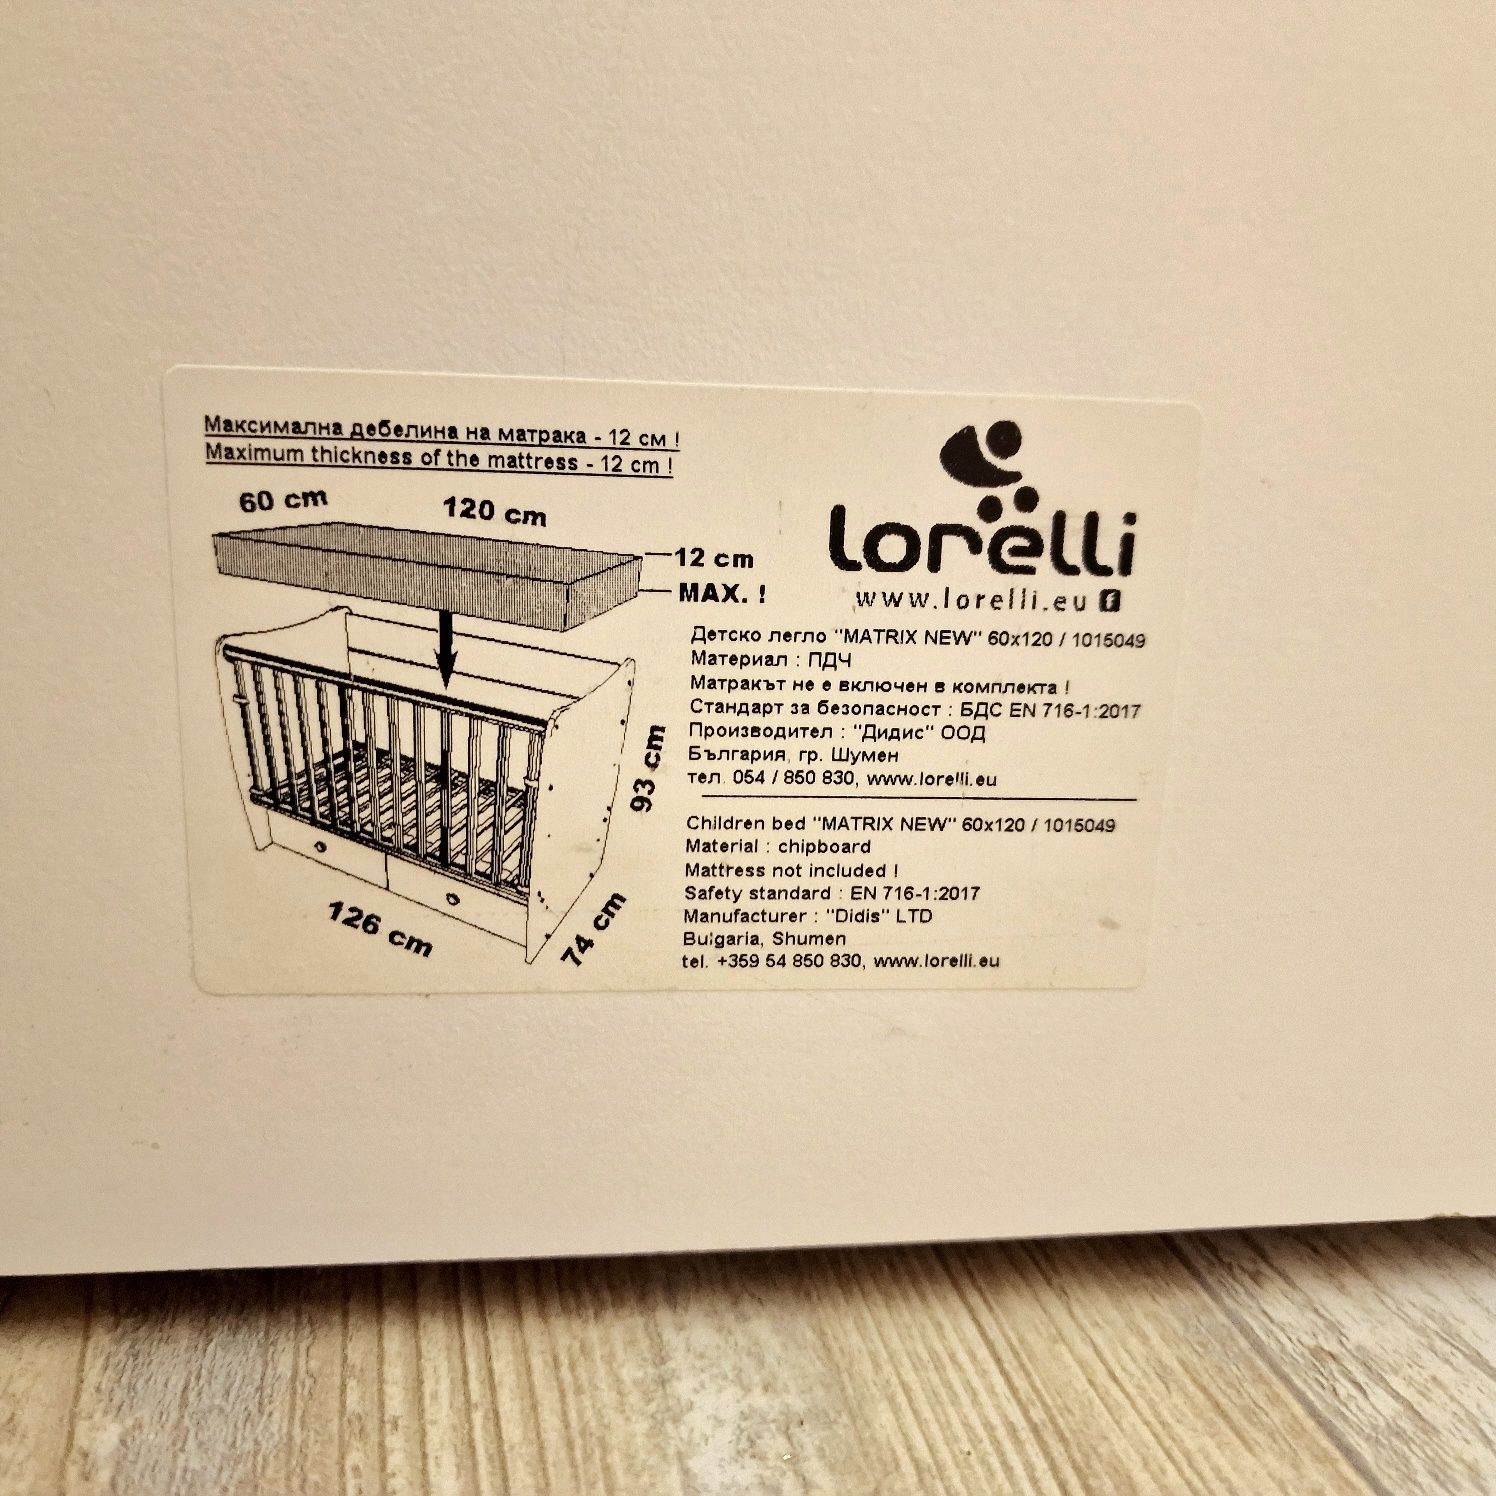 Максимална дебелина на матрака - 12 см !
Maximum thickness of the mattress - 12 cm !
60 cm
120 cm
12 cm
MAX. !
93 cm
126 cm
74 cm
lorelli
www.lorelli.eu f
Детско легло "MATRIX NEW" 60x120 / 1015049
Материал : ПДЧ
Матракът не е включен в комплекта !
Стандарт за безопасност : БДС EN 716-1:2017
Производител : "Дидис" ООД
България, гр. Шумен
тел. 054 / 850 830, www.lorelli.eu
Children bed "MATRIX NEW" 60x120 / 1015049
Material : chipboard
Mattress not included !
Safety standard : EN 716-1:2017
Manufacturer : "Didis" LTD
Bulgaria, Shumen
tel. +359 54 850 830, www.lorelli.eu